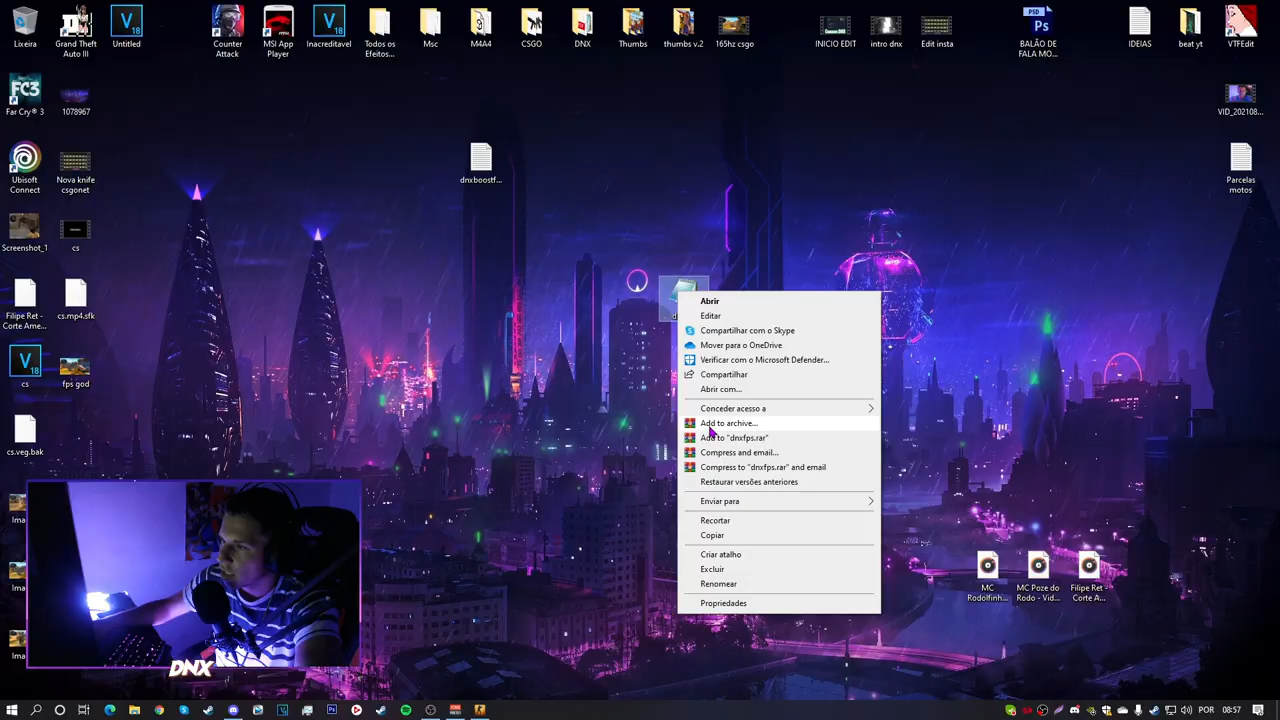 Lixeira
Grand Theft
Auto III
Untitled
Counter
Attack
MSI App
Player
Inacreditavel
Todos os
Efeitos...
Msc
M4A4
CSGO
DNX
Thumbs
thumbs v.2
165hz csgo
INICIO EDIT
intro dnx
Edit insta
BALÃO DE
FALA MO...
IDEIAS
beat yt
VTFEdit
Far Cry® 3
1078967
VID_202108...
Ubisoft
Connect
Nova knife
csgonet
dnxboostf...
Parcelas
motos
Screenshot_1
cs
Filipe Ret -
Corte Ame...
cs.mp4.sfk
cs
fps god
cs.veg.bak
Abrir
Editar
Compartilhar com o Skype
Mover para o OneDrive
Verificar com o Microsoft Defender...
Compartilhar
Abrir com...
Conceder acesso a
Add to archive...
Add to "dnxfps.rar"
Compress and email...
Compress to "dnxfps.rar" and email
Restaurar versões anteriores
Enviar para
Recortar
Copiar
Criar atalho
Excluir
Renomear
Propriedades
MC
Rodolfinh...
MC Poze do
Rodo - Vid...
Filipe Ret -
Corte A...
Ima
Ima
Ima
DNX
POR
08:57